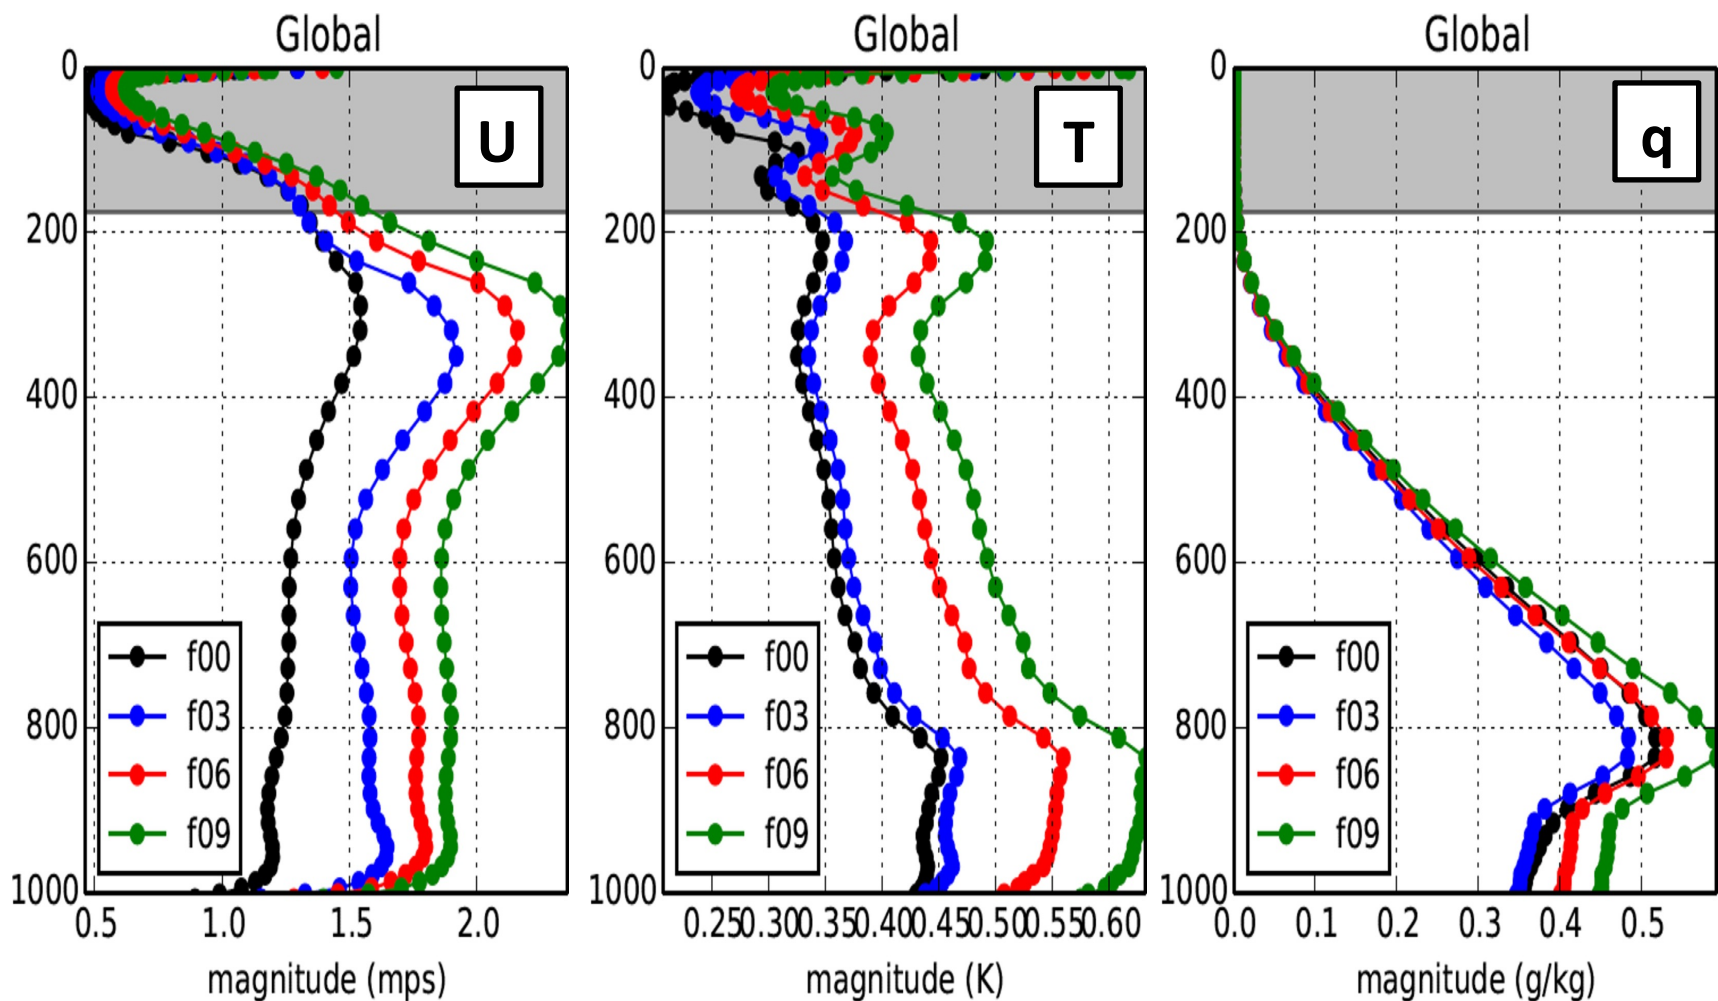 Global
U
0
200
400
600
800
1000
f00
f03
f06
f09
0.5 1.0 1.5 2.0
magnitude (mps)
Global
T
0
200
400
600
800
1000
f00
f03
f06
f09
0.25 0.30 0.35 0.40 0.45 0.50 0.55 0.60
magnitude (K)
Global
q
0
200
400
600
800
1000
f00
f03
f06
f09
0.0 0.1 0.2 0.3 0.4 0.5
magnitude (g/kg)